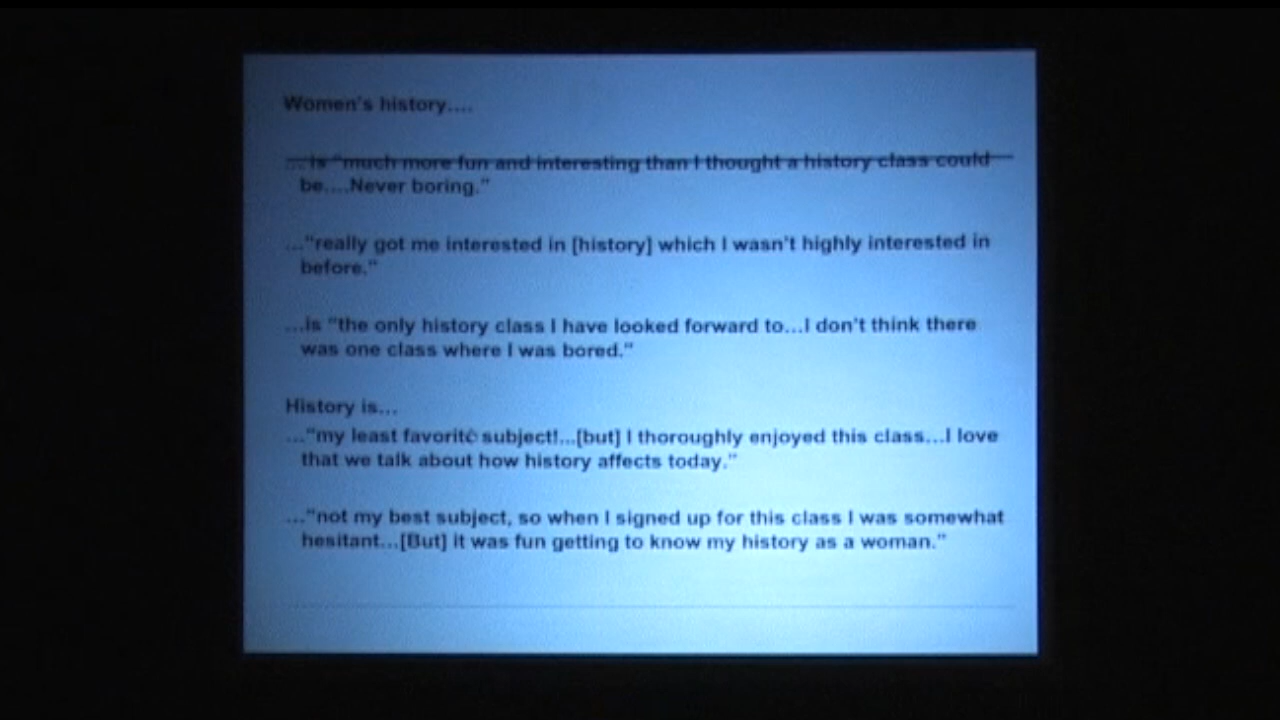 Women's history....
...is "much more fun and interesting than I thought a history class could
be....Never boring."
..."really got me interested in [history] which I wasn't highly interested in
before."
...is "the only history class I have looked forward to...I don't think there
was one class where I was bored."
History is...
..."my least favorite subject!...[but] I thoroughly enjoyed this class...I love
that we talk about how history affects today."
..."not my best subject, so when I signed up for this class I was somewhat
hesitant...[But] it was fun getting to know my history as a woman."